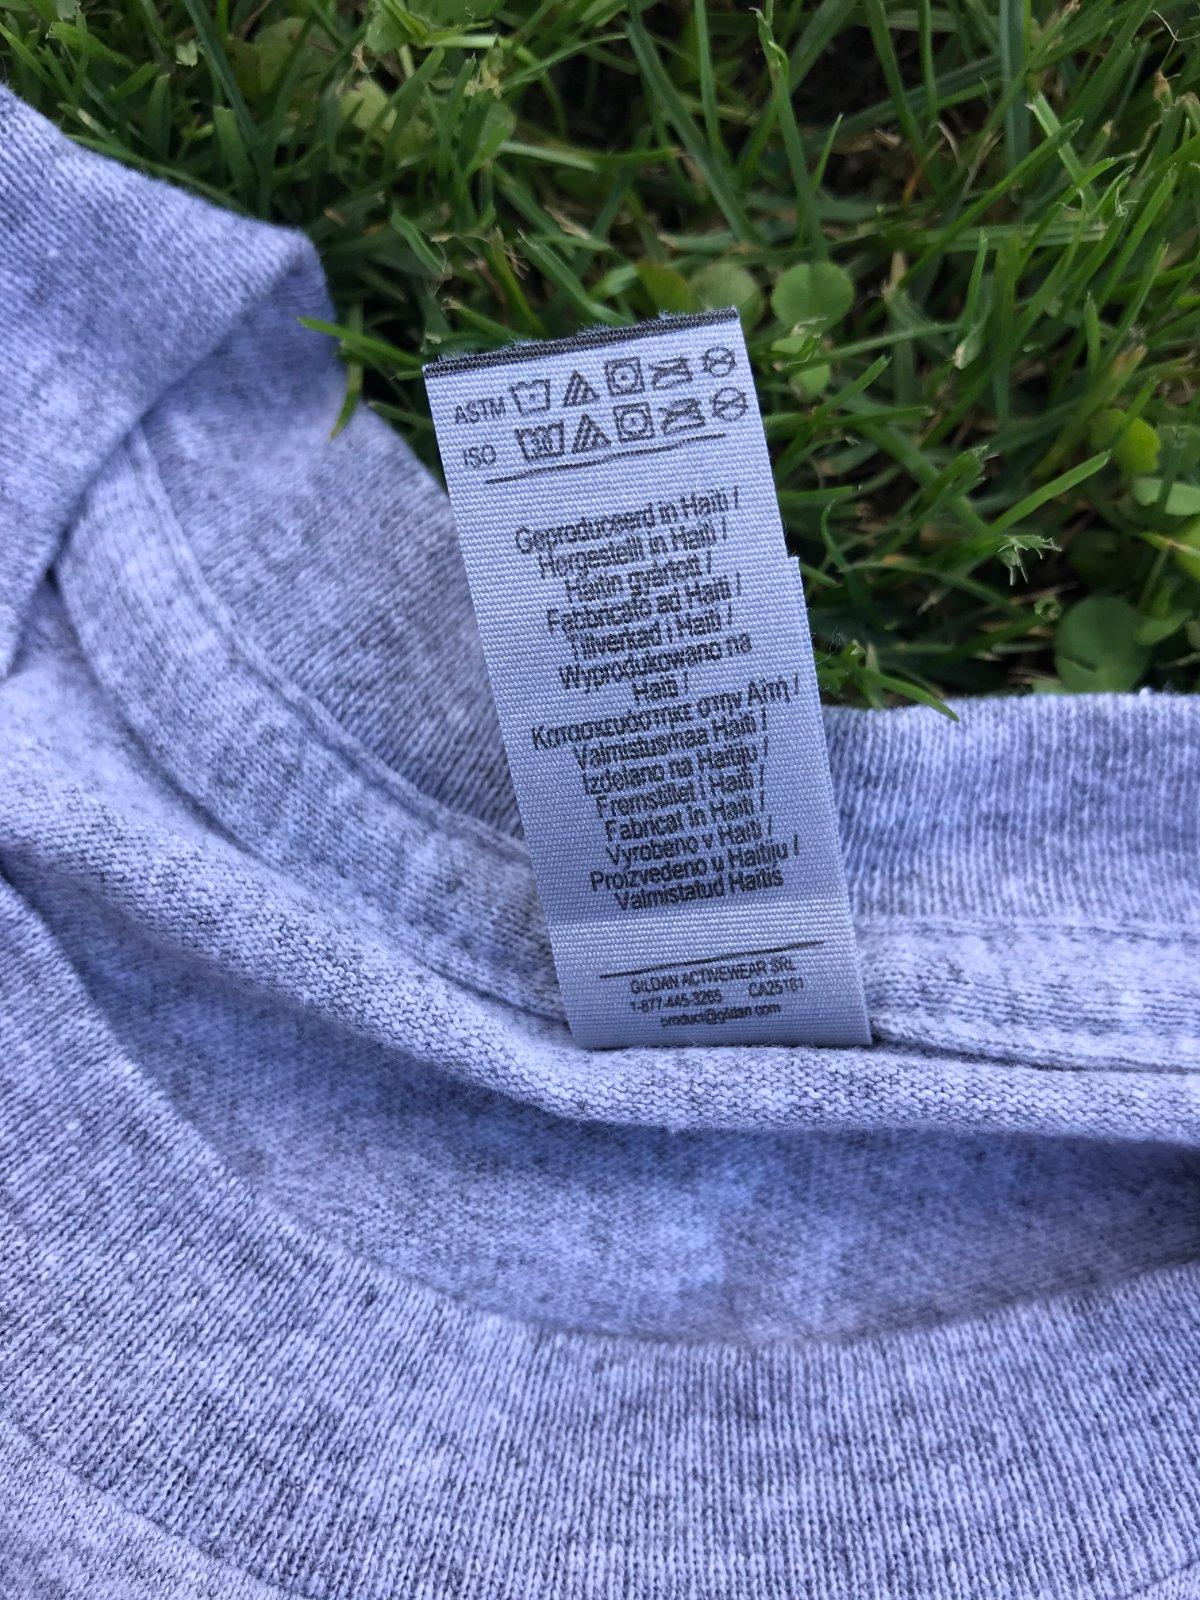 ASTM
ISO 30
Geproduceerd in Haïti /
Hergestellt in Haiti /
Haitin gyártott /
Fabbricato ad Haiti /
Tillverkad i Haiti /
Wyprodukowano na
Haiti /
Κατασκευάστηκε στην Αϊτή /
Valmistusmaa Haiti /
Izdelano na Haitiju /
Fremstillet i Haiti /
Fabricat în Haiti /
Vyrobeno v Haiti /
Proizvedeno u Haitiju /
Valmistatud Haitis
GILDAN ACTIVEWEAR SRL
1-877-445-3265 CA25181
product@gildan.com